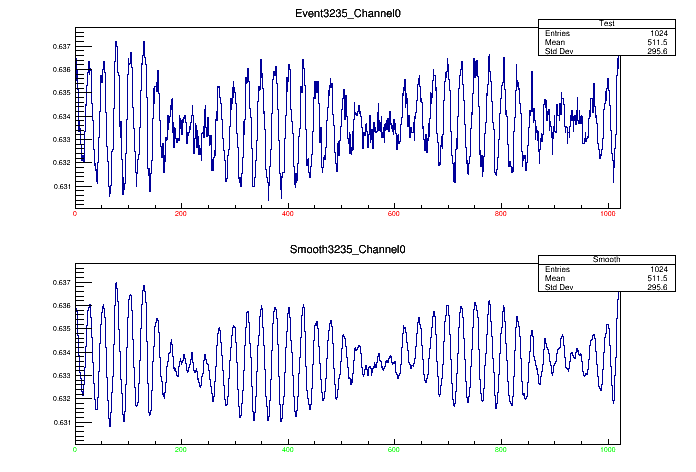 Event3235_Channel0
Test
Entries 1024
Mean 511.5
Std Dev 295.6
0.637
0.636
0.635
0.634
0.633
0.632
0.631
0 200 400 600 800 1000
Smooth3235_Channel0
Smooth
Entries 1024
Mean 511.5
Std Dev 295.6
0.637
0.636
0.635
0.634
0.633
0.632
0.631
0 200 400 600 800 1000